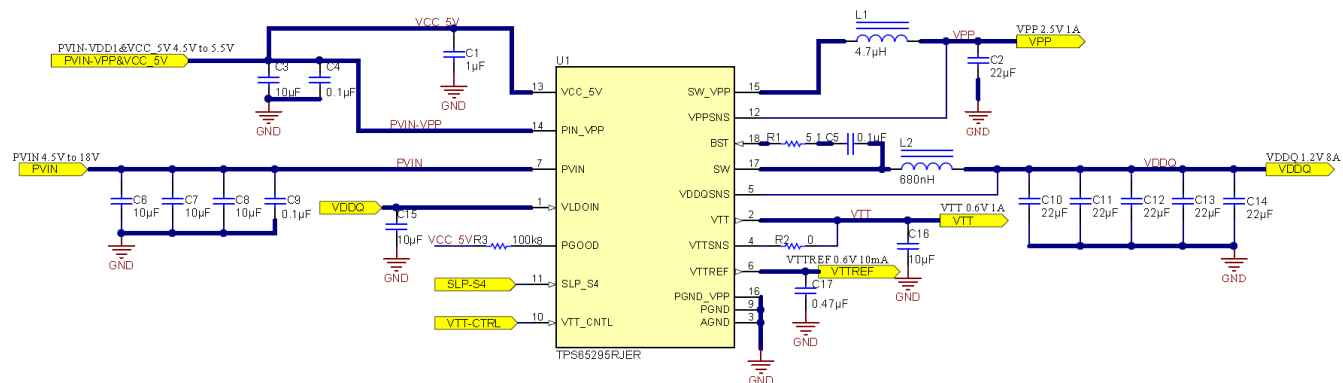 VCC_5V
L1
VPP 2.5V 1A
PVIN-VDD1&VCC_5V 4.5V to 5.5V
PVIN-VPP&VCC_5V
C1
1µF
GND
4.7µH
VPP
VPP
C2
22µF
GND
C3
10µF
C4
0.1µF
GND
U1
13 VCC_5V
SW_VPP 15
VPPSNS 12
PVIN-VPP
14 PIN_VPP
BST 18
R1 5.1 C5 0.1µF
L2
680nH
PVIN 4.5V to 18V
PVIN
PVIN
7 PVIN
SW 17
VDDQ
VDDQ 1.2V 8A
VDDQ
VDDQSNS 5
C6
10µF
C7
10µF
C8
10µF
C9
0.1µF
GND
C10
22µF
C11
22µF
C12
22µF
C13
22µF
C14
22µF
GND
VDDQ
1 VLDOIN
C15
10µF
GND
VTT 2
VTT
VTT 0.6V 1A
VTT
VCC_5V R3 100k 8 PGOOD
VTTSNS 4
R2 0
C16
10µF
GND
VTTREF 6
VTTREF 0.6V 10mA
VTTREF
C17
0.47µF
GND
SLP-S4
11 SLP_S4
PGND_VPP 16
PGND 9
AGND 3
VTT-CTRL
10 VTT_CNTL
TPS65295RJER
GND